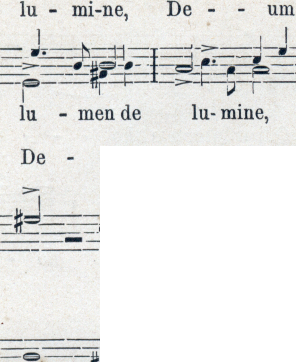 lu - mi-ne, De - - um
lu - men de lu- mine,
De -